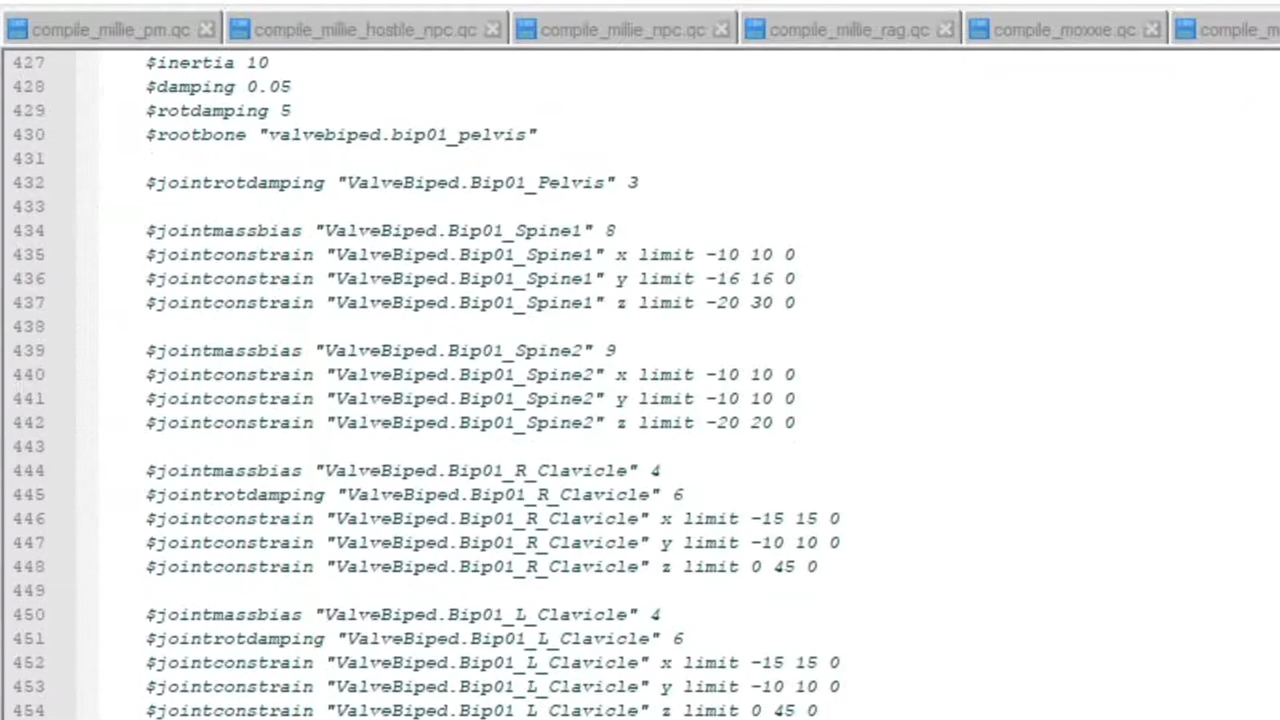 compile_millie_pm.qc compile_millie_hostile_npc.qc compile_millie_npc.qc compile_millie_rag.qc compile_moxxie.qc
427 $inertia 10
428 $damping 0.05
429 $rotdamping 5
430 $rootbone "valvebiped.bip01_pelvis"
431
432 $jointrotdamping "ValveBiped.Bip01_Pelvis" 3
433
434 $jointmassbias "ValveBiped.Bip01_Spine1" 8
435 $jointconstrain "ValveBiped.Bip01_Spine1" x limit -10 10 0
436 $jointconstrain "ValveBiped.Bip01_Spine1" y limit -16 16 0
437 $jointconstrain "ValveBiped.Bip01_Spine1" z limit -20 30 0
438
439 $jointmassbias "ValveBiped.Bip01_Spine2" 9
440 $jointconstrain "ValveBiped.Bip01_Spine2" x limit -10 10 0
441 $jointconstrain "ValveBiped.Bip01_Spine2" y limit -10 10 0
442 $jointconstrain "ValveBiped.Bip01_Spine2" z limit -20 20 0
443
444 $jointmassbias "ValveBiped.Bip01_R_Clavicle" 4
445 $jointrotdamping "ValveBiped.Bip01_R_Clavicle" 6
446 $jointconstrain "ValveBiped.Bip01_R_Clavicle" x limit -15 15 0
447 $jointconstrain "ValveBiped.Bip01_R_Clavicle" y limit -10 10 0
448 $jointconstrain "ValveBiped.Bip01_R_Clavicle" z limit 0 45 0
449
450 $jointmassbias "ValveBiped.Bip01_L_Clavicle" 4
451 $jointrotdamping "ValveBiped.Bip01_L_Clavicle" 6
452 $jointconstrain "ValveBiped.Bip01_L_Clavicle" x limit -15 15 0
453 $jointconstrain "ValveBiped.Bip01_L_Clavicle" y limit -10 10 0
454 $jointconstrain "ValveBiped.Bip01_L_Clavicle" z limit 0 45 0